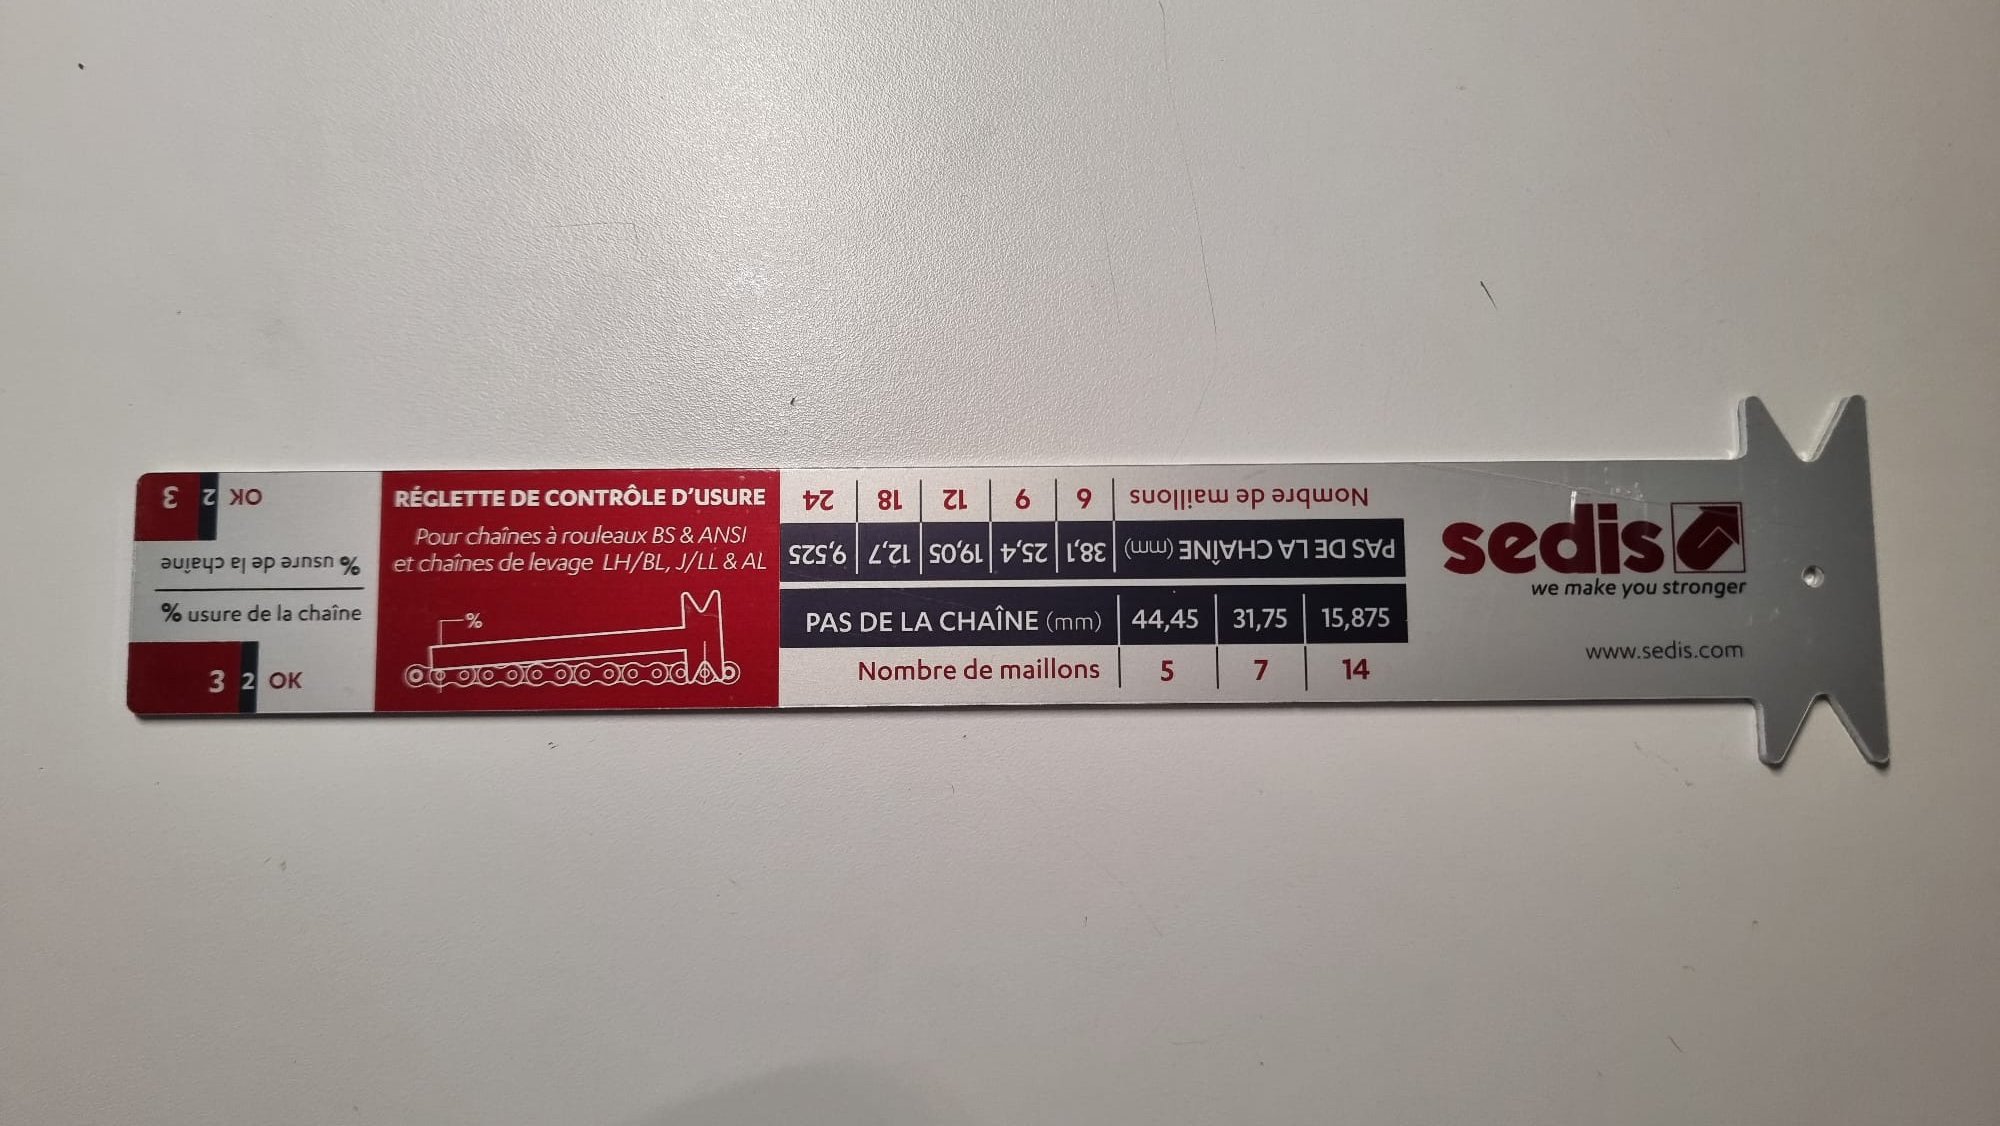 3 2 OK
% usure de la chaîne
% usure de la chaîne
3 2 OK
RÉGLETTE DE CONTRÔLE D'USURE
Pour chaînes à rouleaux BS & ANSI
et chaînes de levage LH/BL, J/LL & AL
%
PAS DE LA CHAÎNE (mm) 38,1 25,4 19,05 12,7 9,525
Nombre de maillons 6 9 12 18 24
PAS DE LA CHAÎNE (mm) 44,45 31,75 15,875
Nombre de maillons 5 7 14
sedis
we make you stronger
www.sedis.com